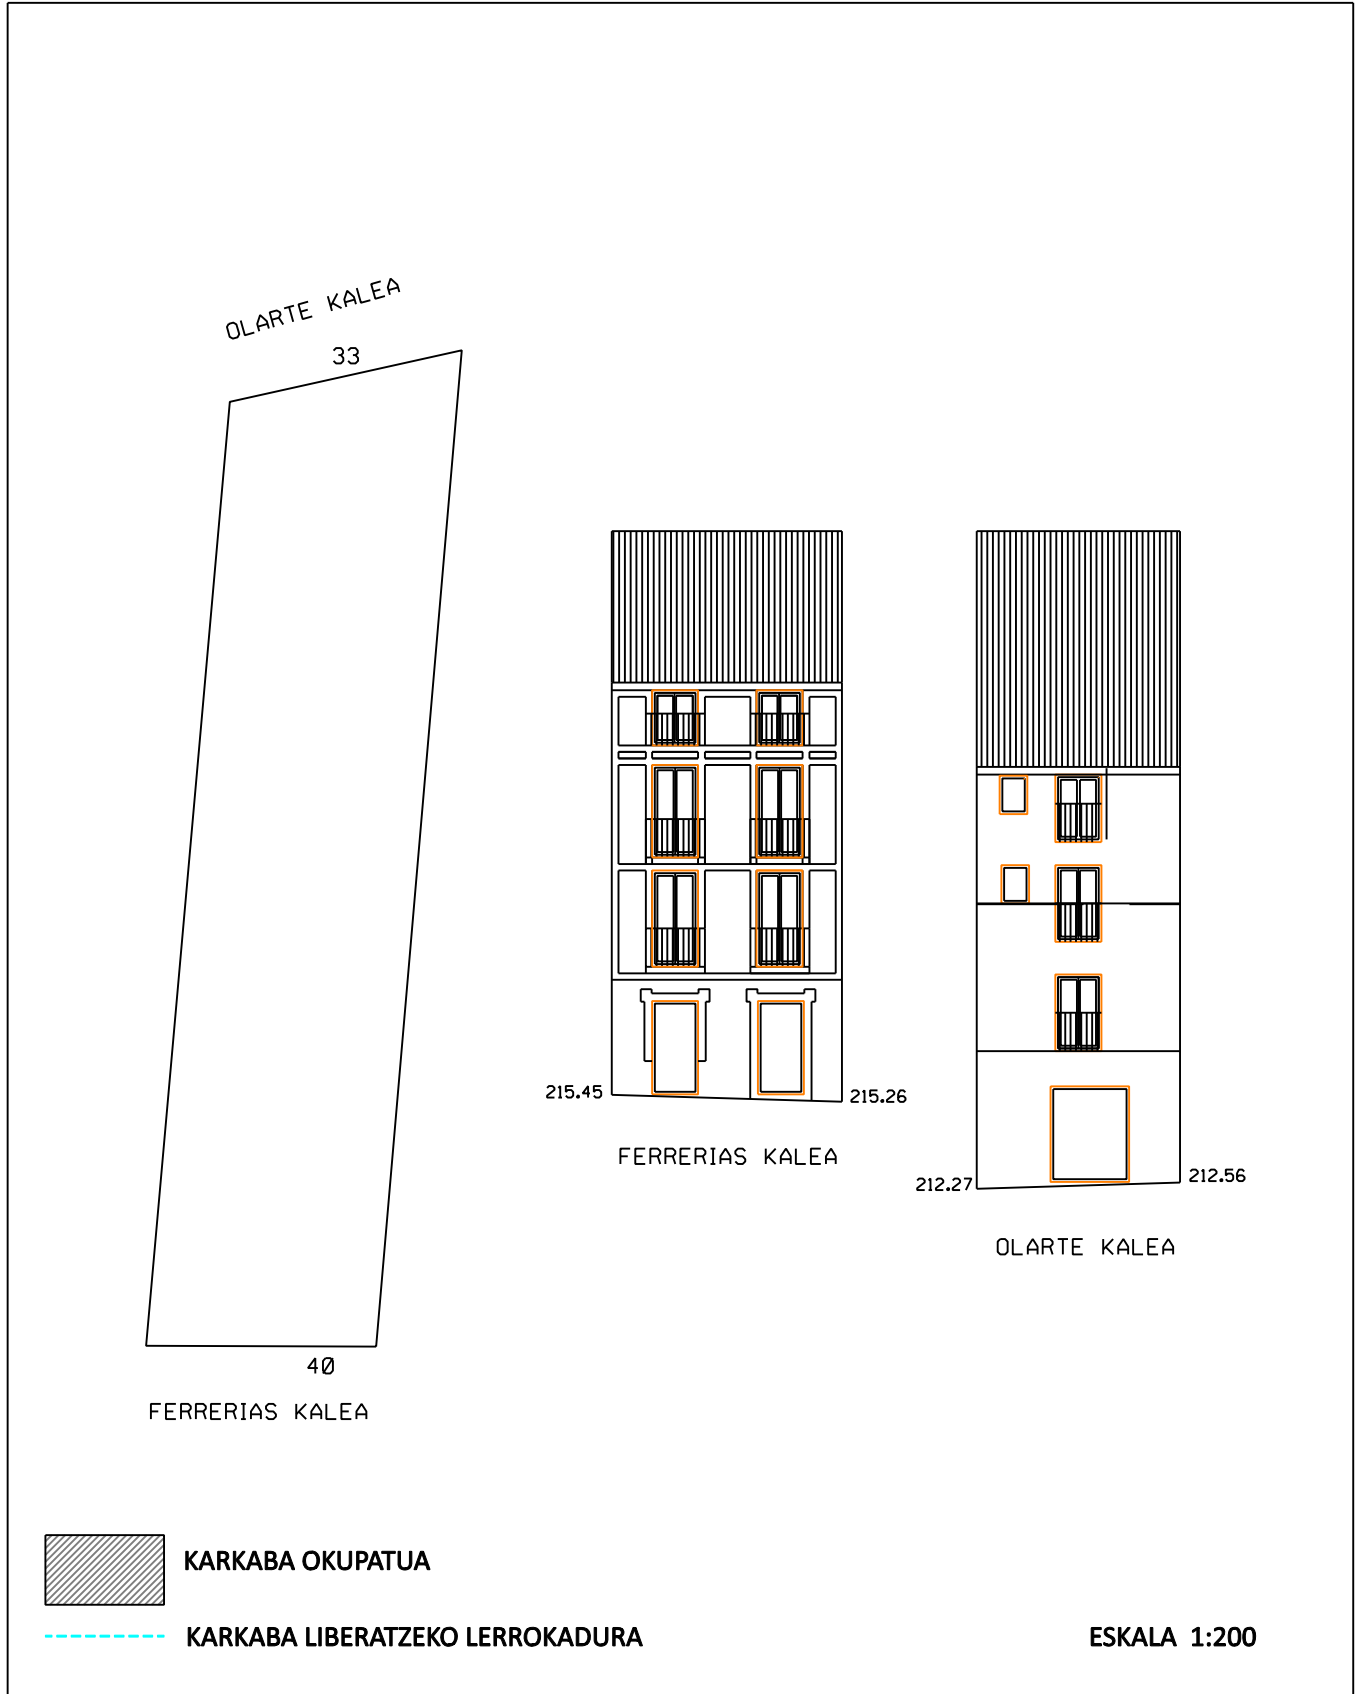 OLARTE KALEA
33
215.45
215.26
FERRERIAS KALEA
212.27
212.56
OLARTE KALEA
40
FERRERIAS KALEA
KARKABA OKUPATUA
KARKABA LIBERATZEKO LERROKADURA
ESKALA 1:200